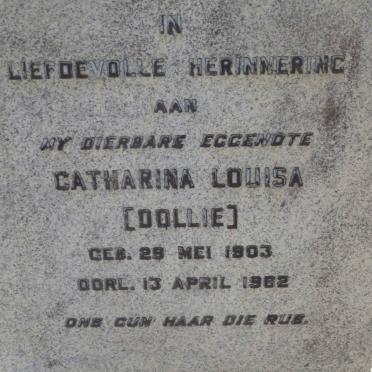 IN
LIEFDEVOLLE HERINNERING
AAN
MY DIERBARE EGGENOTE
CATHARINA LOUISA
[DOLLIE]
GEB. 29 MEI 1903
OORL. 13 APRIL 1962
ONS GUN HAAR DIE RUS.